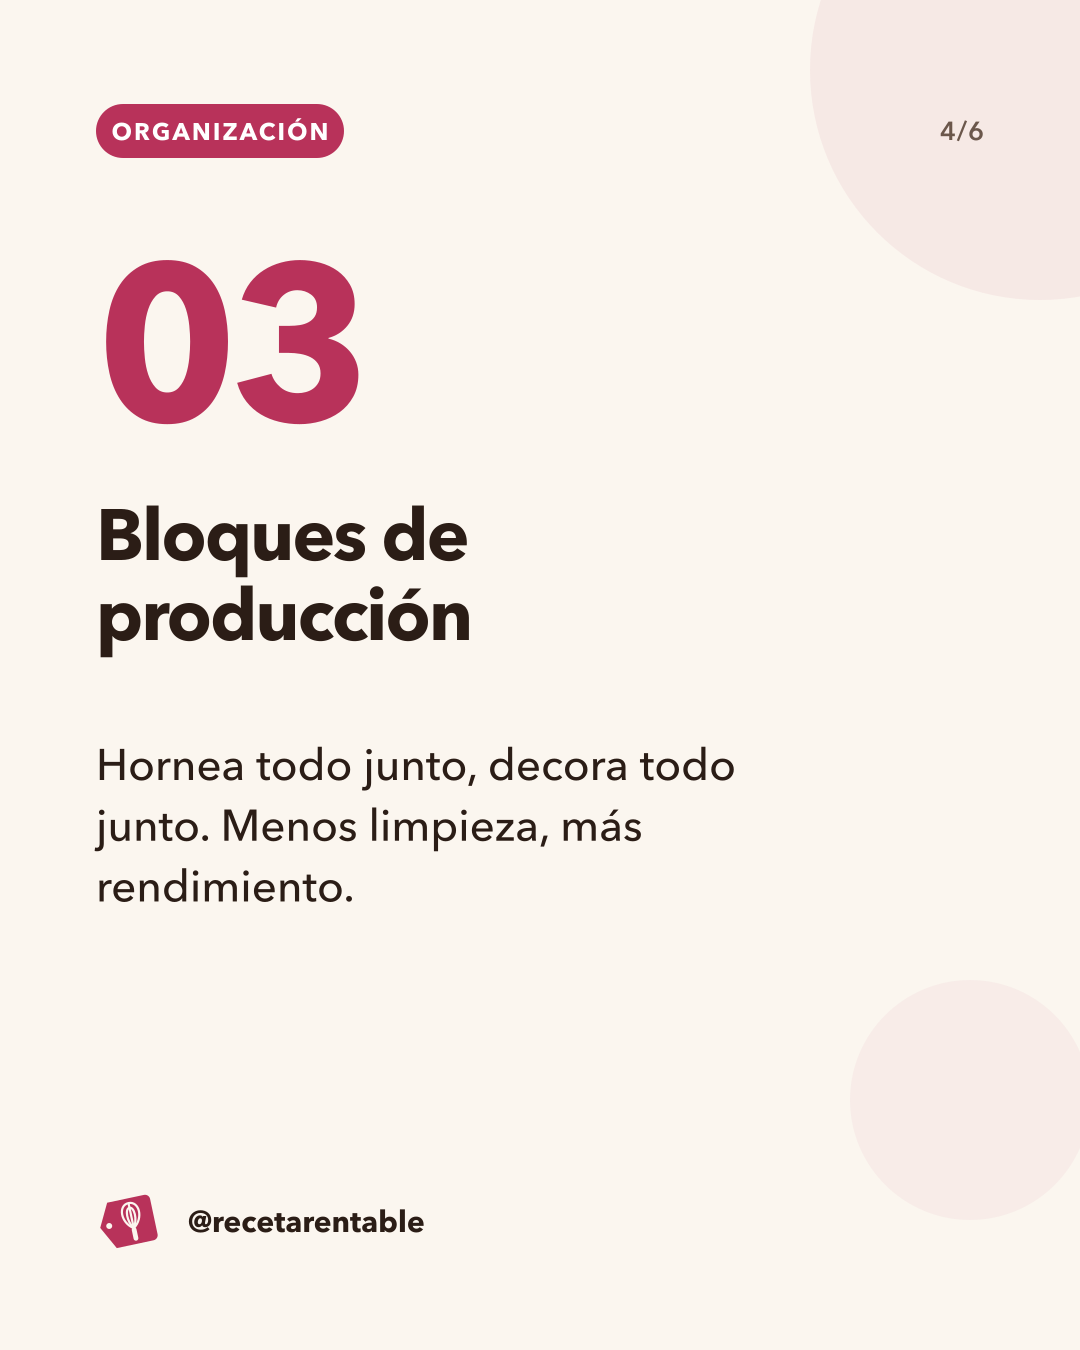 ORGANIZACIÓN
4/6
03
Bloques de
producción
Hornea todo junto, decora todo
junto. Menos limpieza, más
rendimiento.
@recetarentable